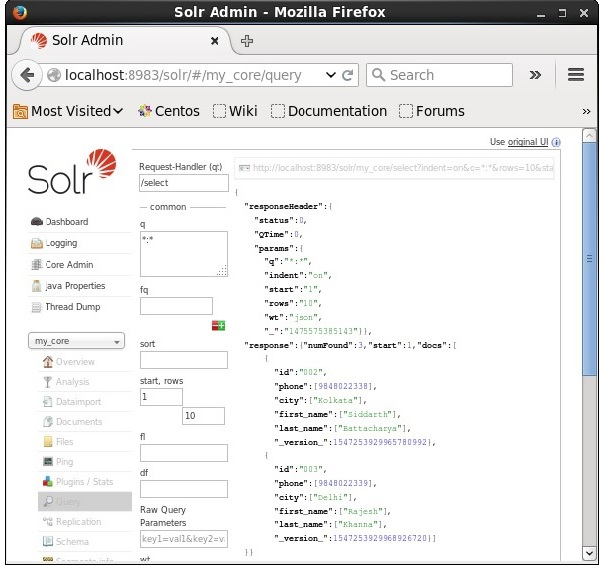 Solr Admin - Mozilla Firefox
Solr Admin
localhost:8983/solr/#/my_core/query
Search
Most Visited
Centos
Wiki
Documentation
Forums
Use original UI
Solr
Dashboard
Logging
Core Admin
Java Properties
Thread Dump
my_core
Overview
Analysis
Dataimport
Documents
Files
Ping
Plugins / Stats
Query
Replication
Schema
Request-Handler (qt)
/select
common
q
*:*
fq
sort
start, rows
1
10
fl
df
Raw Query
Parameters
key1=val1&key2=v
wt
http://localhost:8983/solr/my_core/select?indent=on&q=*:*&rows=10&sta
{
"responseHeader":{
"status":0,
"QTime":0,
"params":{
"q":"*:*",
"indent":"on",
"start":"1",
"rows":"10",
"wt":"json",
"_":"1475575385143"}},
"response":{"numFound":3,"start":1,"docs":[
{
"id":"002",
"phone":[9848022338],
"city":["Kolkata"],
"first_name":["Siddarth"],
"last_name":["Battacharya"],
"_version_":1547253929965780992},
{
"id":"003",
"phone":[9848022339],
"city":["Delhi"],
"first_name":["Rajesh"],
"last_name":["Khanna"],
"_version_":1547253929968926720}]
}}